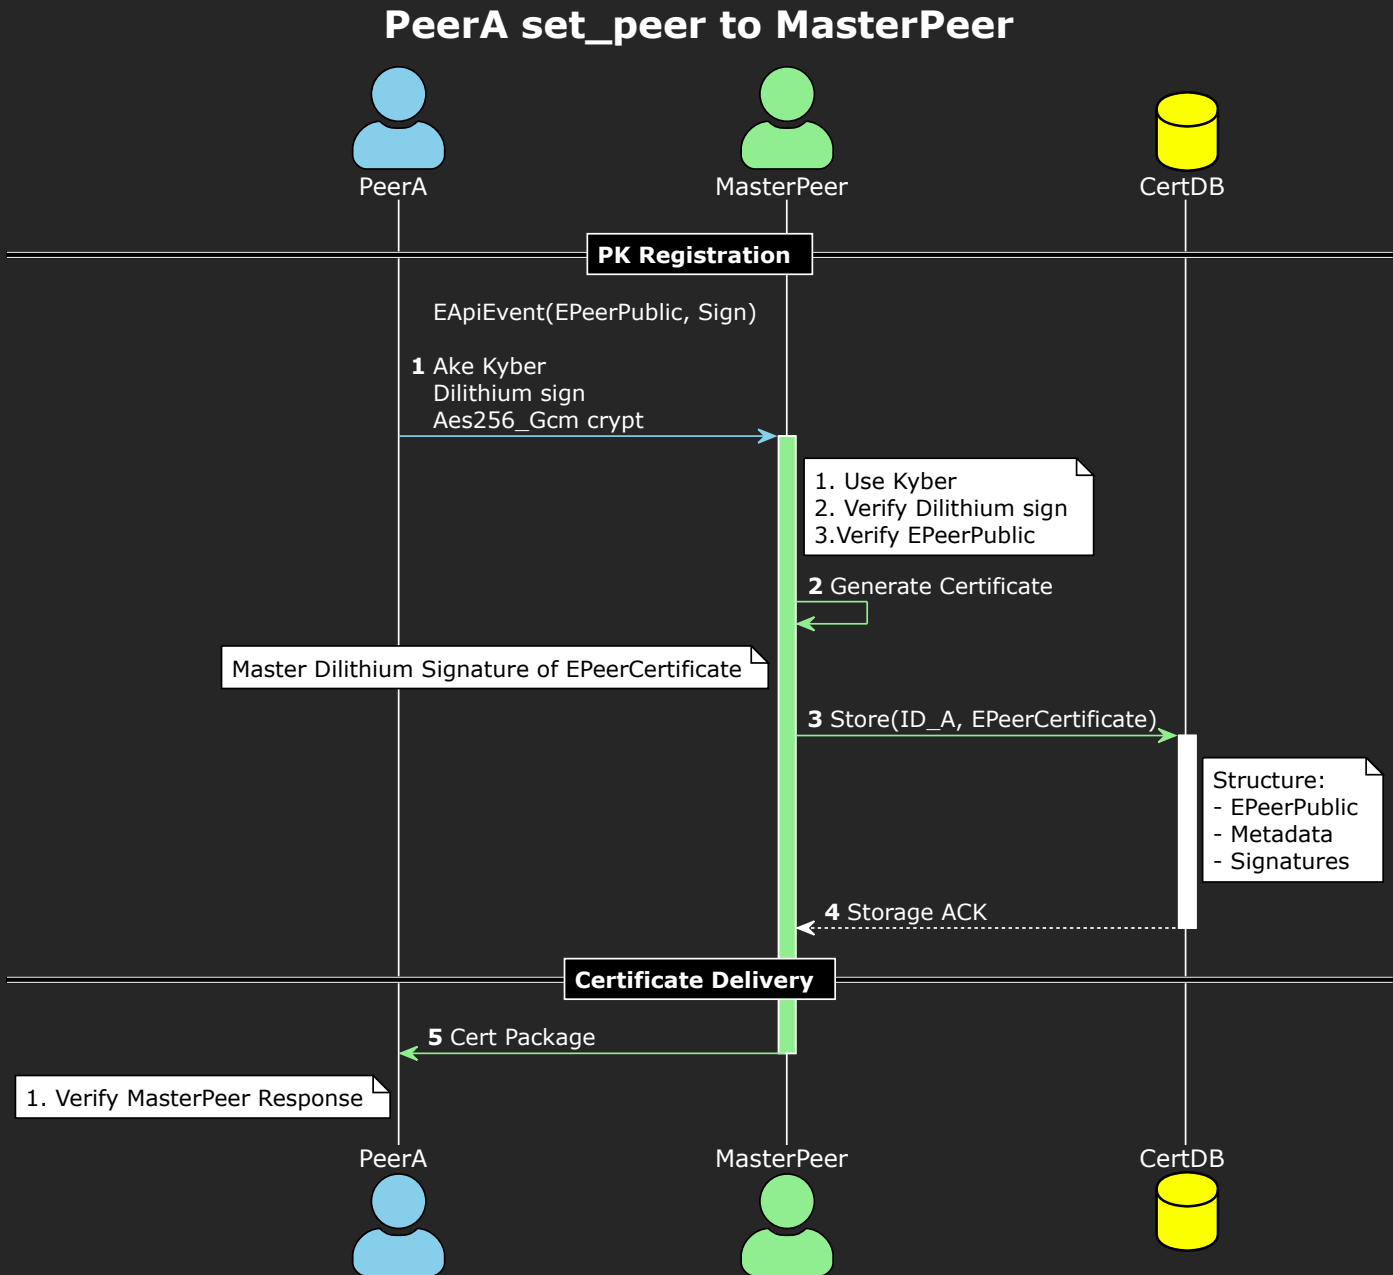 PeerA set_peer to MasterPeer
PeerA
MasterPeer
CertDB
PK Registration
EApiEvent(EPeerPublic, Sign)
1 Ake Kyber
Dilithium sign
Aes256_Gcm crypt
1. Use Kyber
2. Verify Dilithium sign
3.Verify EPeerPublic
2 Generate Certificate
Master Dilithium Signature of EPeerCertificate
3 Store(ID_A, EPeerCertificate)
Structure:
- EPeerPublic
- Metadata
- Signatures
4 Storage ACK
Certificate Delivery
5 Cert Package
1. Verify MasterPeer Response
PeerA
MasterPeer
CertDB